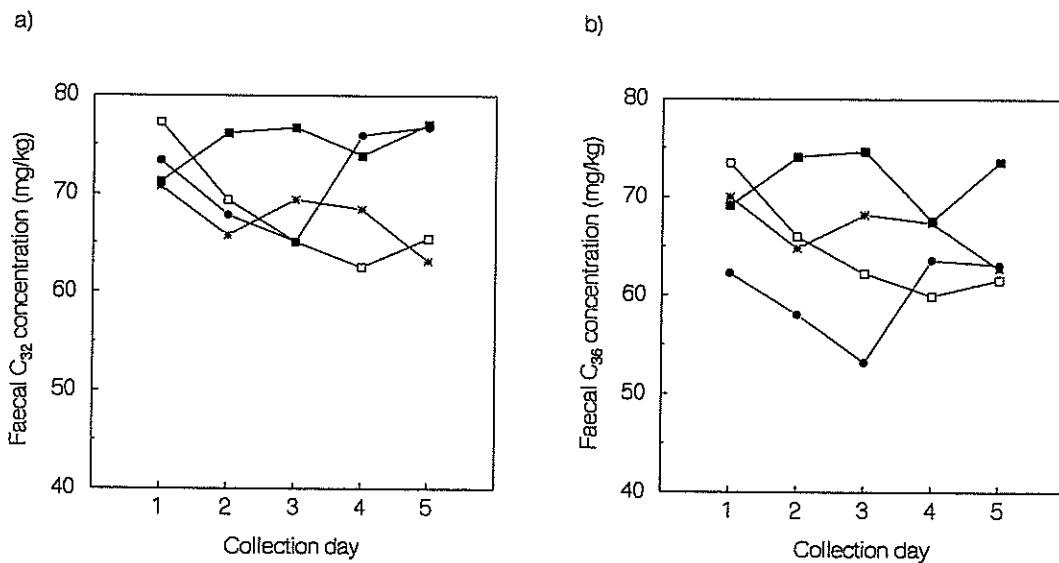 a)
80
70
60
50
40
Faecal C₃₂ concentration (mg/kg)
1 2 3 4 5
Collection day
b)
80
70
60
50
40
Faecal C₃₆ concentration (mg/kg)
1 2 3 4 5
Collection day